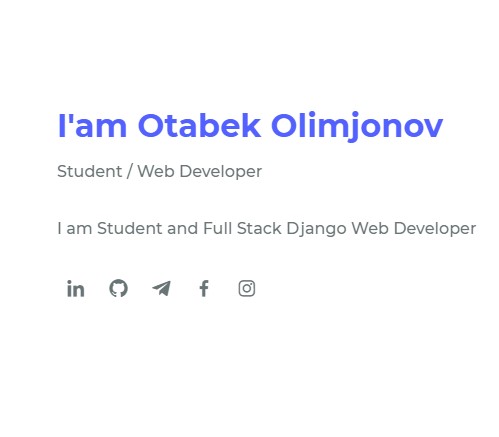 I'am Otabek Olimjonov
Student / Web Developer
I am Student and Full Stack Django Web Developer